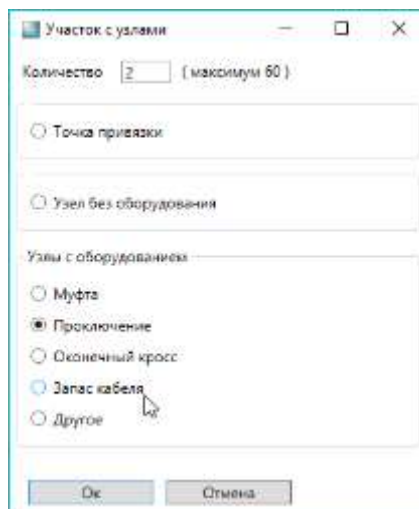 Участок с узлами
Количество 2 ( максимум 60 )
Точка привязки
Узел без оборудования
Узлы с оборудованием
Муфта
Проключение
Оконечный кросс
Запас кабеля
Другое
Ок Отмена